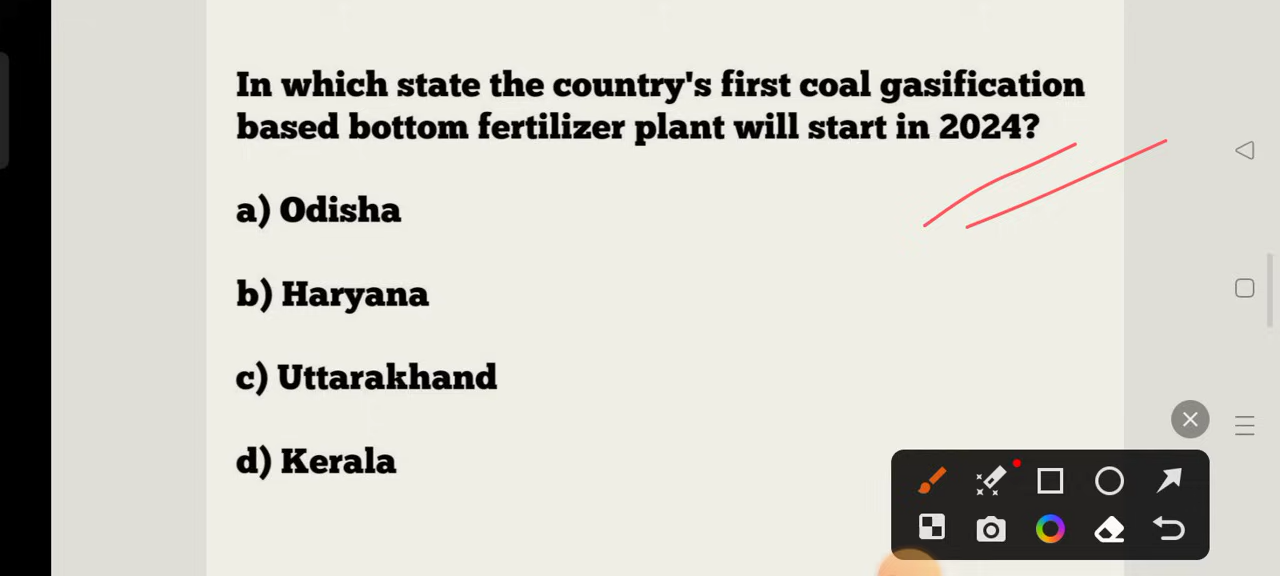 In which state the country's first coal gasification
based bottom fertilizer plant will start in 2024?
a) Odisha
b) Haryana
c) Uttarakhand
d) Kerala